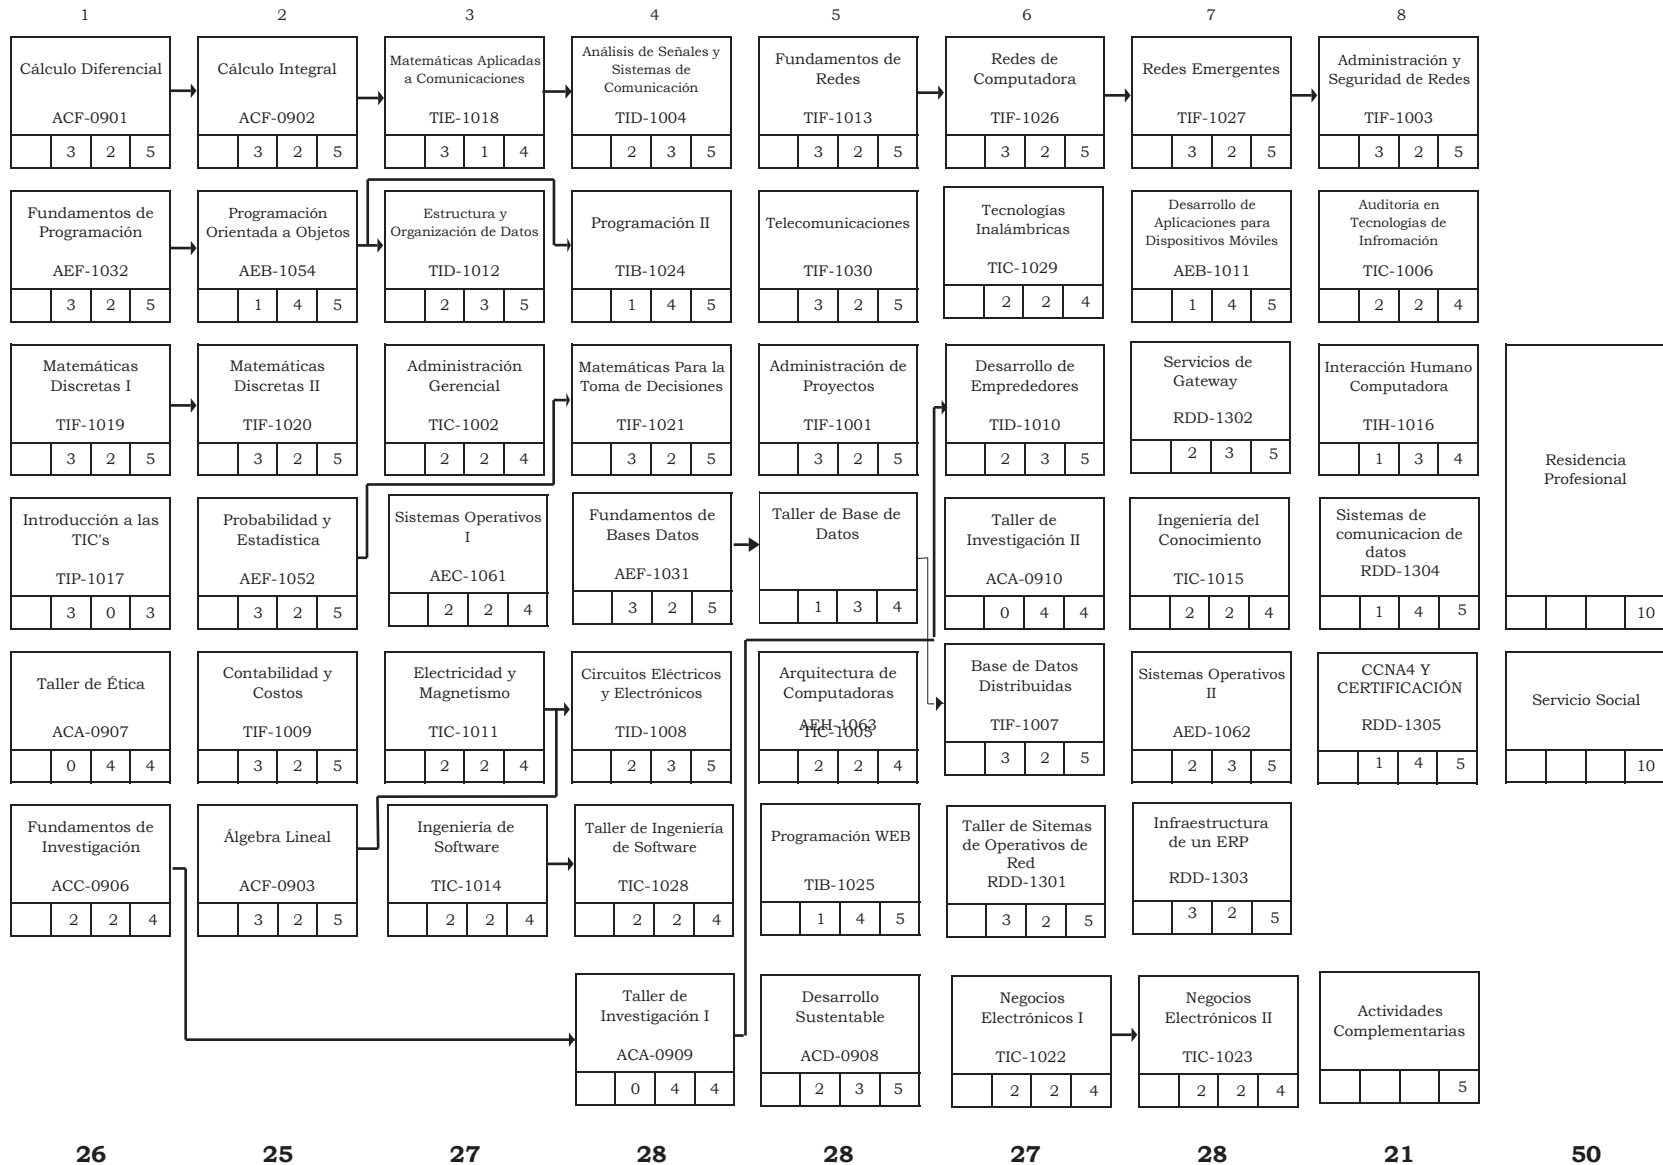 1 2 3 4 5 6 7 8
Cálculo Diferencial
ACF-0901
3 2 5
Cálculo Integral
ACF-0902
3 2 5
Matemáticas Aplicadas
a Comunicaciones
TIE-1018
3 1 4
Análisis de Señales y
Sistemas de
Comunicación
TID-1004
2 3 5
Fundamentos de
Redes
TIF-1013
3 2 5
Redes de
Computadora
TIF-1026
3 2 5
Redes Emergentes
TIF-1027
3 2 5
Administración y
Seguridad de Redes
TIF-1003
3 2 5
Fundamentos de
Programación
AEF-1032
3 2 5
Programación
Orientada a Objetos
AEB-1054
1 4 5
Estructura y
Organización de Datos
TID-1012
2 3 5
Programación II
TIB-1024
1 4 5
Telecomunicaciones
TIF-1030
3 2 5
Tecnologías
Inalámbricas
TIC-1029
2 2 4
Desarrollo de
Aplicaciones para
Dispositivos Móviles
AEB-1011
1 4 5
Auditoría en
Tecnologías de
Infromación
TIC-1006
2 2 4
Matemáticas
Discretas I
TIF-1019
3 2 5
Matemáticas
Discretas II
TIF-1020
3 2 5
Administración
Gerencial
TIC-1002
2 2 4
Matemáticas Para la
Toma de Decisiones
TIF-1021
3 2 5
Administración de
Proyectos
TIF-1001
3 2 5
Desarrollo de
Emprededores
TID-1010
2 3 5
Servicios de
Gateway
RDD-1302
2 3 5
Interacción Humano
Computadora
TIH-1016
1 3 4
Residencia
Profesional
10
Introducción a las
TIC's
TIP-1017
3 0 3
Probabilidad y
Estadística
AEF-1052
3 2 5
Sistemas Operativos
I
AEC-1061
2 2 4
Fundamentos de
Bases Datos
AEF-1031
3 2 5
Taller de Base de
Datos
1 3 4
Taller de
Investigación II
ACA-0910
0 4 4
Ingeniería del
Conocimiento
TIC-1015
2 2 4
Sistemas de
comunicacion de
datos
RDD-1304
1 4 5
Taller de Ética
ACA-0907
0 4 4
Contabilidad y
Costos
TIF-1009
3 2 5
Electricidad y
Magnetismo
TIC-1011
2 2 4
Circuitos Eléctricos
y Electrónicos
TID-1008
2 3 5
Arquitectura de
Computadoras
AEH-1063
TIC-1005
2 2 4
Base de Datos
Distribuidas
TIF-1007
3 2 5
Sistemas Operativos
II
AED-1062
2 3 5
CCNA4 Y
CERTIFICACIÓN
RDD-1305
1 4 5
Servicio Social
10
Fundamentos de
Investigación
ACC-0906
2 2 4
Álgebra Lineal
ACF-0903
3 2 5
Ingeniería de
Software
TIC-1014
2 2 4
Taller de Ingeniería
de Software
TIC-1028
2 2 4
Programación WEB
TIB-1025
1 4 5
Taller de Sitemas
de Operativos de
Red
RDD-1301
3 2 5
Infraestructura
de un ERP
RDD-1303
3 2 5
Taller de
Investigación I
ACA-0909
0 4 4
Desarrollo
Sustentable
ACD-0908
2 3 5
Negocios
Electrónicos I
TIC-1022
2 2 4
Negocios
Electrónicos II
TIC-1023
2 2 4
Actividades
Complementarias
5
26 25 27 28 28 27 28 21 50